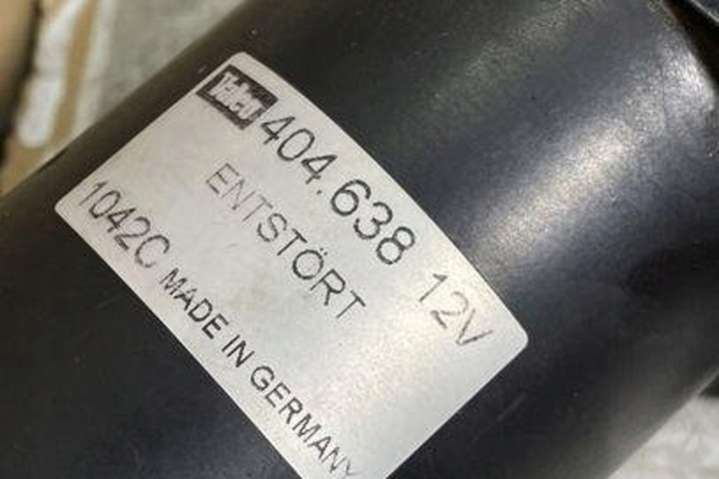 Valeo
404.638 12V
ENTSTÖRT
1042C MADE IN GERMANY